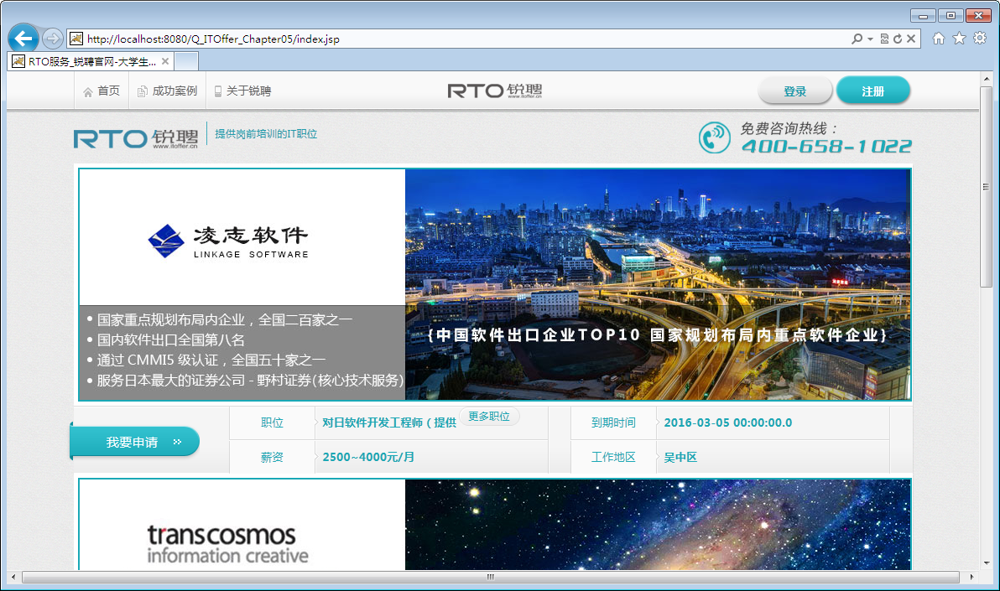 http://localhost:8080/Q_ITOffer_Chapter05/index.jsp
RTO服务_锐聘官网-大学生...
首页
成功案例
关于锐聘
RTO 锐聘
www.itoffer.cn
登录
注册
RTO 锐聘
www.itoffer.cn
提供岗前培训的IT职位
免费咨询热线：
400-658-1022
凌志软件
LINKAGE SOFTWARE
• 国家重点规划布局内企业，全国二百家之一
• 国内软件出口全国第八名
• 通过 CMMI5 级认证，全国五十家之一
• 服务日本最大的证券公司 - 野村证券(核心技术服务)
{中国软件出口企业TOP10 国家规划布局内重点软件企业}
我要申请 »
职位
对日软件开发工程师（提供
更多职位
到期时间
2016-03-05 00:00:00.0
薪资
2500~4000元/月
工作地区
吴中区
transcosmos
information creative